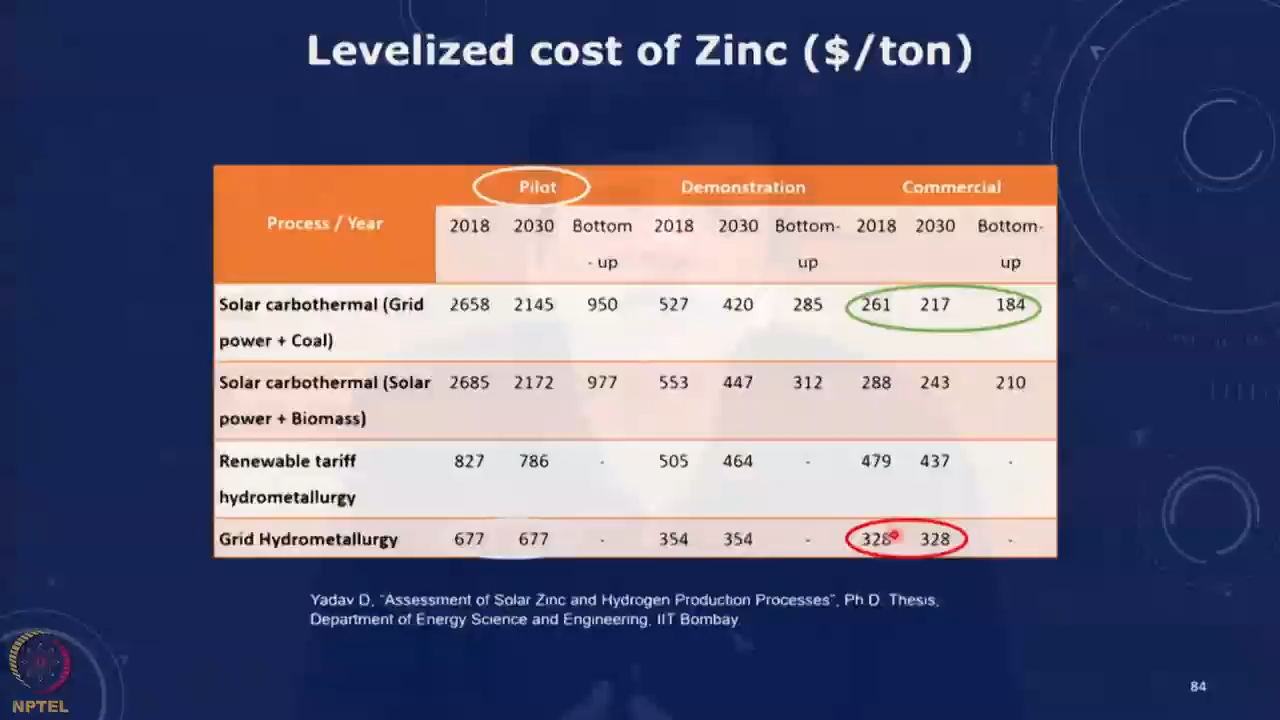 Levelized cost of Zinc ($/ton)
Process / Year Pilot Demonstration Commercial
2018 2030 Bottom - up 2018 2030 Bottom-up 2018 2030 Bottom-up
Solar carbothermal (Grid power + Coal) 2658 2145 950 527 420 285 261 217 184
Solar carbothermal (Solar power + Biomass) 2685 2172 977 553 447 312 288 243 210
Renewable tariff hydrometallurgy 827 786 - 505 464 - 479 437 -
Grid Hydrometallurgy 677 677 - 354 354 - 328 328 -
Yadav D, "Assessment of Solar Zinc and Hydrogen Production Processes", Ph.D. Thesis,
Department of Energy Science and Engineering, IIT Bombay.
84
NPTEL